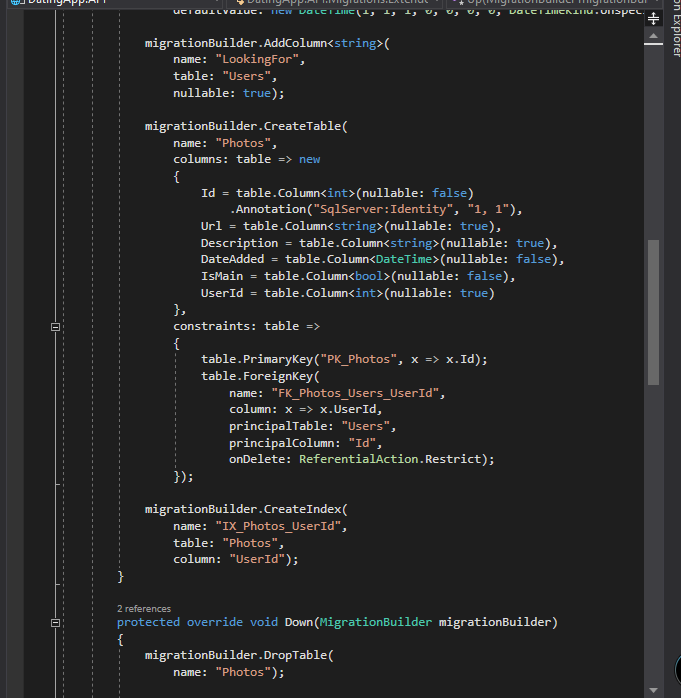 DatingApp.API
DatingApp.API.Migrations.Extende
Up(MigrationBuilder migrationBuil
defaultValue: new DateTime(1, 1, 1, 0, 0, 0, 0, DateTimeKind.Unspec
migrationBuilder.AddColumn<string>(
name: "LookingFor",
table: "Users",
nullable: true);
migrationBuilder.CreateTable(
name: "Photos",
columns: table => new
{
Id = table.Column<int>(nullable: false)
.Annotation("SqlServer:Identity", "1, 1"),
Url = table.Column<string>(nullable: true),
Description = table.Column<string>(nullable: true),
DateAdded = table.Column<DateTime>(nullable: false),
IsMain = table.Column<bool>(nullable: false),
UserId = table.Column<int>(nullable: true)
},
constraints: table =>
{
table.PrimaryKey("PK_Photos", x => x.Id);
table.ForeignKey(
name: "FK_Photos_Users_UserId",
column: x => x.UserId,
principalTable: "Users",
principalColumn: "Id",
onDelete: ReferentialAction.Restrict);
});
migrationBuilder.CreateIndex(
name: "IX_Photos_UserId",
table: "Photos",
column: "UserId");
}
2 references
protected override void Down(MigrationBuilder migrationBuilder)
{
migrationBuilder.DropTable(
name: "Photos");
on Explorer